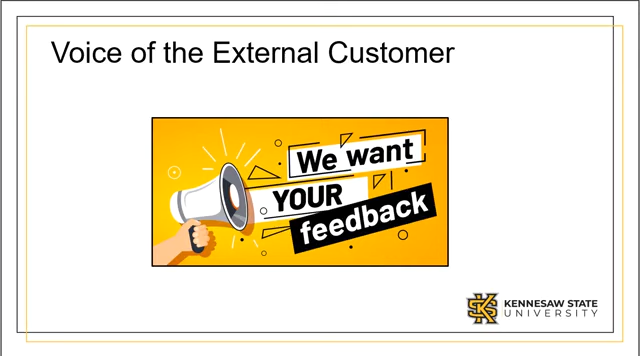 Voice of the External Customer
We want
YOUR
feedback
KENNESAW STATE
UNIVERSITY